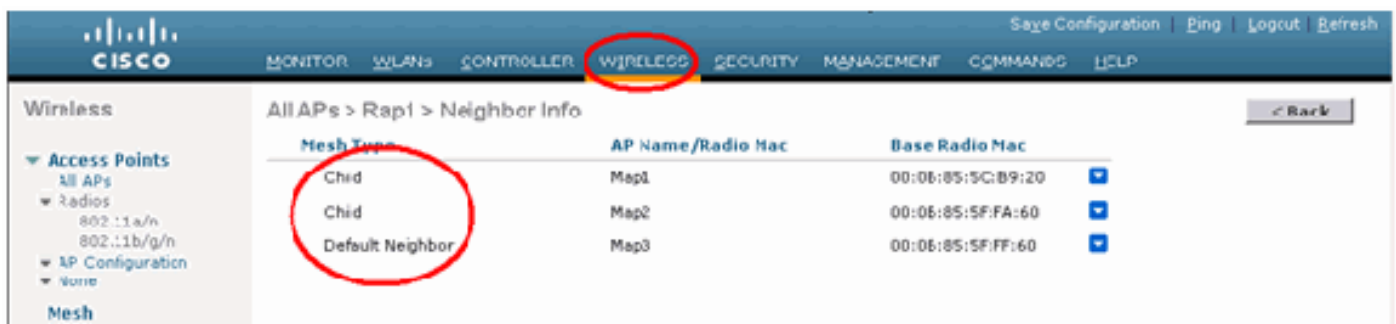 Save Configuration | Ping | Logout | Refresh
CISCO
MONITOR WLANs CONTROLLER WIRELESS SECURITY MANAGEMENT COMMANDS HELP
Wireless
All APs > Rap1 > Neighbor Info
< Back
Mesh Type AP Name/Radio Mac Base Radio Mac
Access Points
All APs
Radios
802.11a/n
802.11b/g/n
AP Configuration
None
Mesh
Child Map1 00:0B:85:5C:B9:20
Child Map2 00:0B:85:5F:FA:60
Default Neighbor Map3 00:0B:85:5F:FF:60